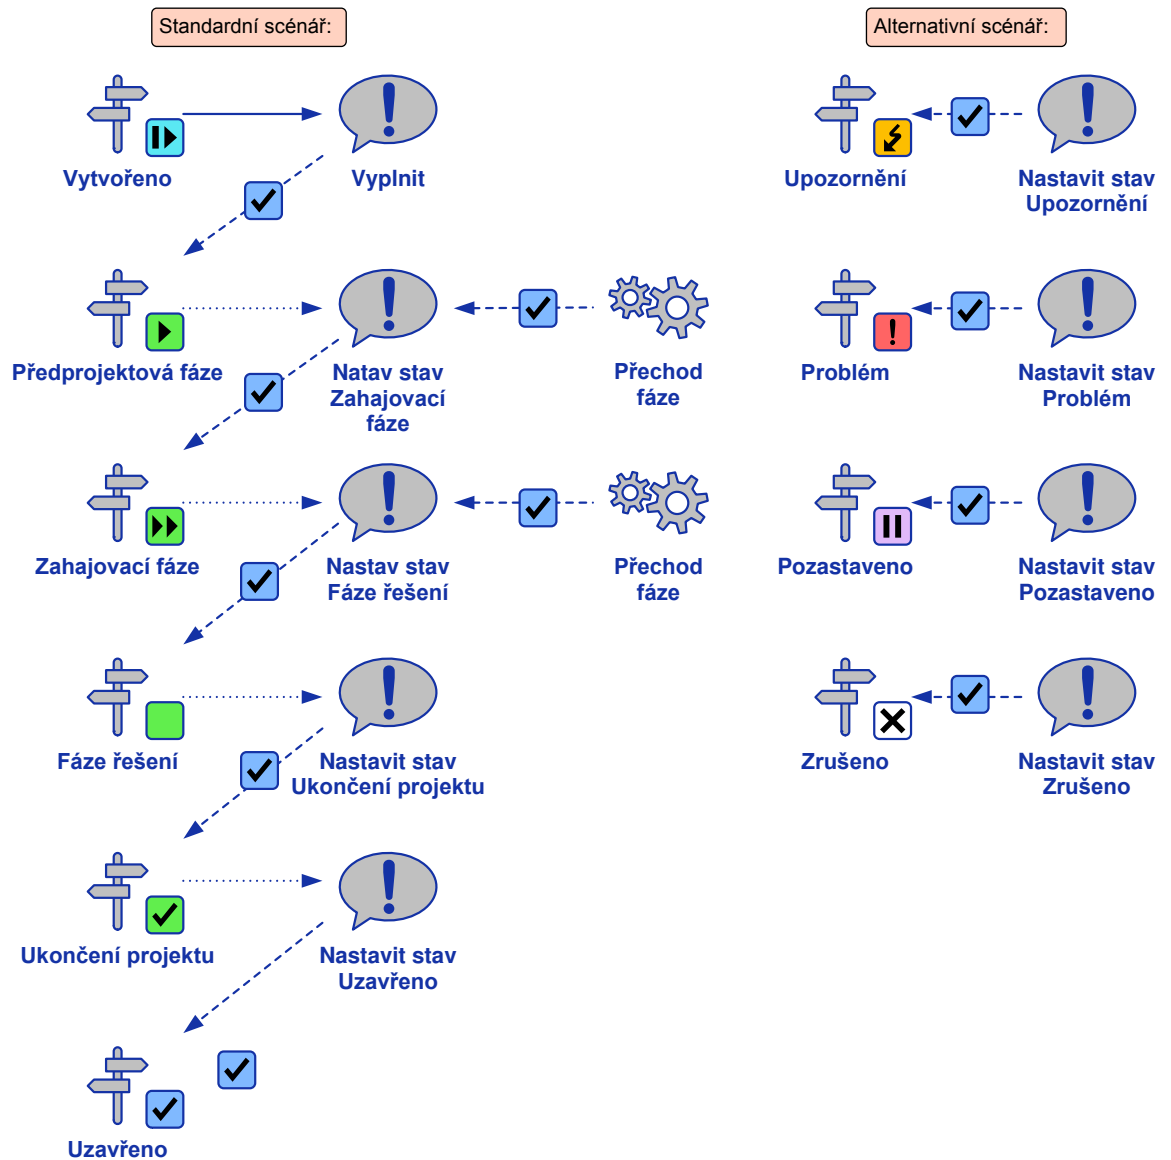 Standardní scénář:
Alternativní scénář:
Vytvořeno
Vyplnit
Upozornění
Nastavit stav
Upozornění
Předprojektová fáze
Natav stav
Zahajovací
fáze
Přechod
fáze
Problém
Nastavit stav
Problém
Zahajovací fáze
Nastav stav
Fáze řešení
Přechod
fáze
Pozastaveno
Nastavit stav
Pozastaveno
Fáze řešení
Nastavit stav
Ukončení projektu
Zrušeno
Nastavit stav
Zrušeno
Ukončení projektu
Nastavit stav
Uzavřeno
Uzavřeno